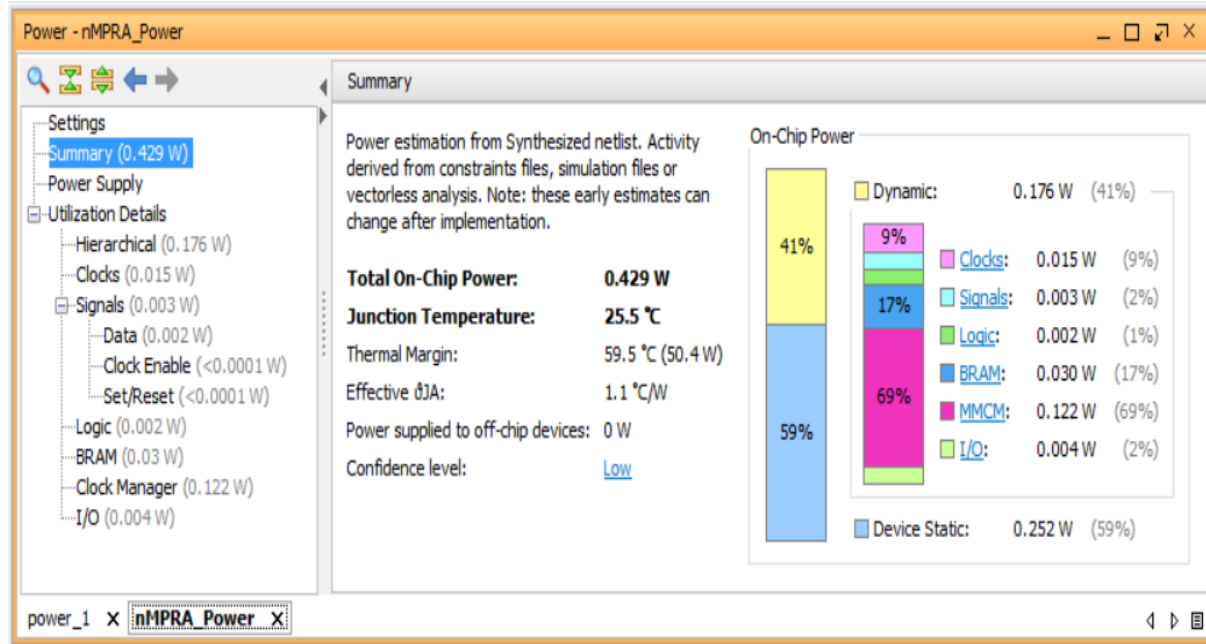 Power - nMPRA_Power
Settings
Summary (0.429 W)
Power Supply
Utilization Details
Hierarchical (0.176 W)
Clocks (0.015 W)
Signals (0.003 W)
Data (0.002 W)
Clock Enable (<0.0001 W)
Set/Reset (<0.0001 W)
Logic (0.002 W)
BRAM (0.03 W)
Clock Manager (0.122 W)
I/O (0.004 W)
Summary
Power estimation from Synthesized netlist. Activity
derived from constraints files, simulation files or
vectorless analysis. Note: these early estimates can
change after implementation.
Total On-Chip Power: 0.429 W
Junction Temperature: 25.5 °C
Thermal Margin: 59.5 °C (50.4 W)
Effective ϑJA: 1.1 °C/W
Power supplied to off-chip devices: 0 W
Confidence level: Low
On-Chip Power
41%
59%
Dynamic: 0.176 W (41%)
9%
17%
69%
Clocks: 0.015 W (9%)
Signals: 0.003 W (2%)
Logic: 0.002 W (1%)
BRAM: 0.030 W (17%)
MMCM: 0.122 W (69%)
I/O: 0.004 W (2%)
Device Static: 0.252 W (59%)
power_1 X nMPRA_Power X